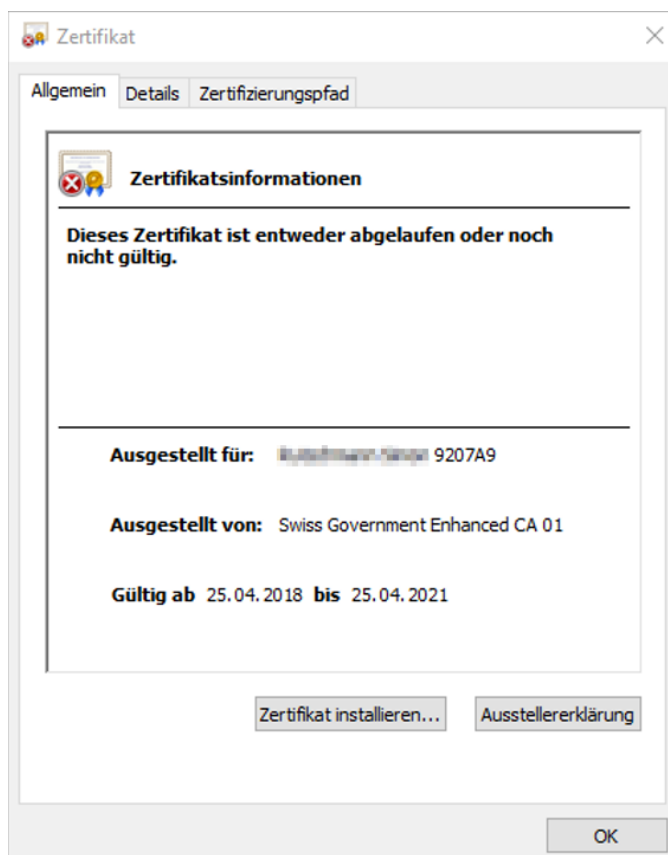 Zertifikat
Allgemein Details Zertifizierungspfad
Zertifikatsinformationen
Dieses Zertifikat ist entweder abgelaufen oder noch
nicht gültig.
Ausgestellt für: 9207A9
Ausgestellt von: Swiss Government Enhanced CA 01
Gültig ab 25.04.2018 bis 25.04.2021
Zertifikat installieren... Ausstellererklärung
OK